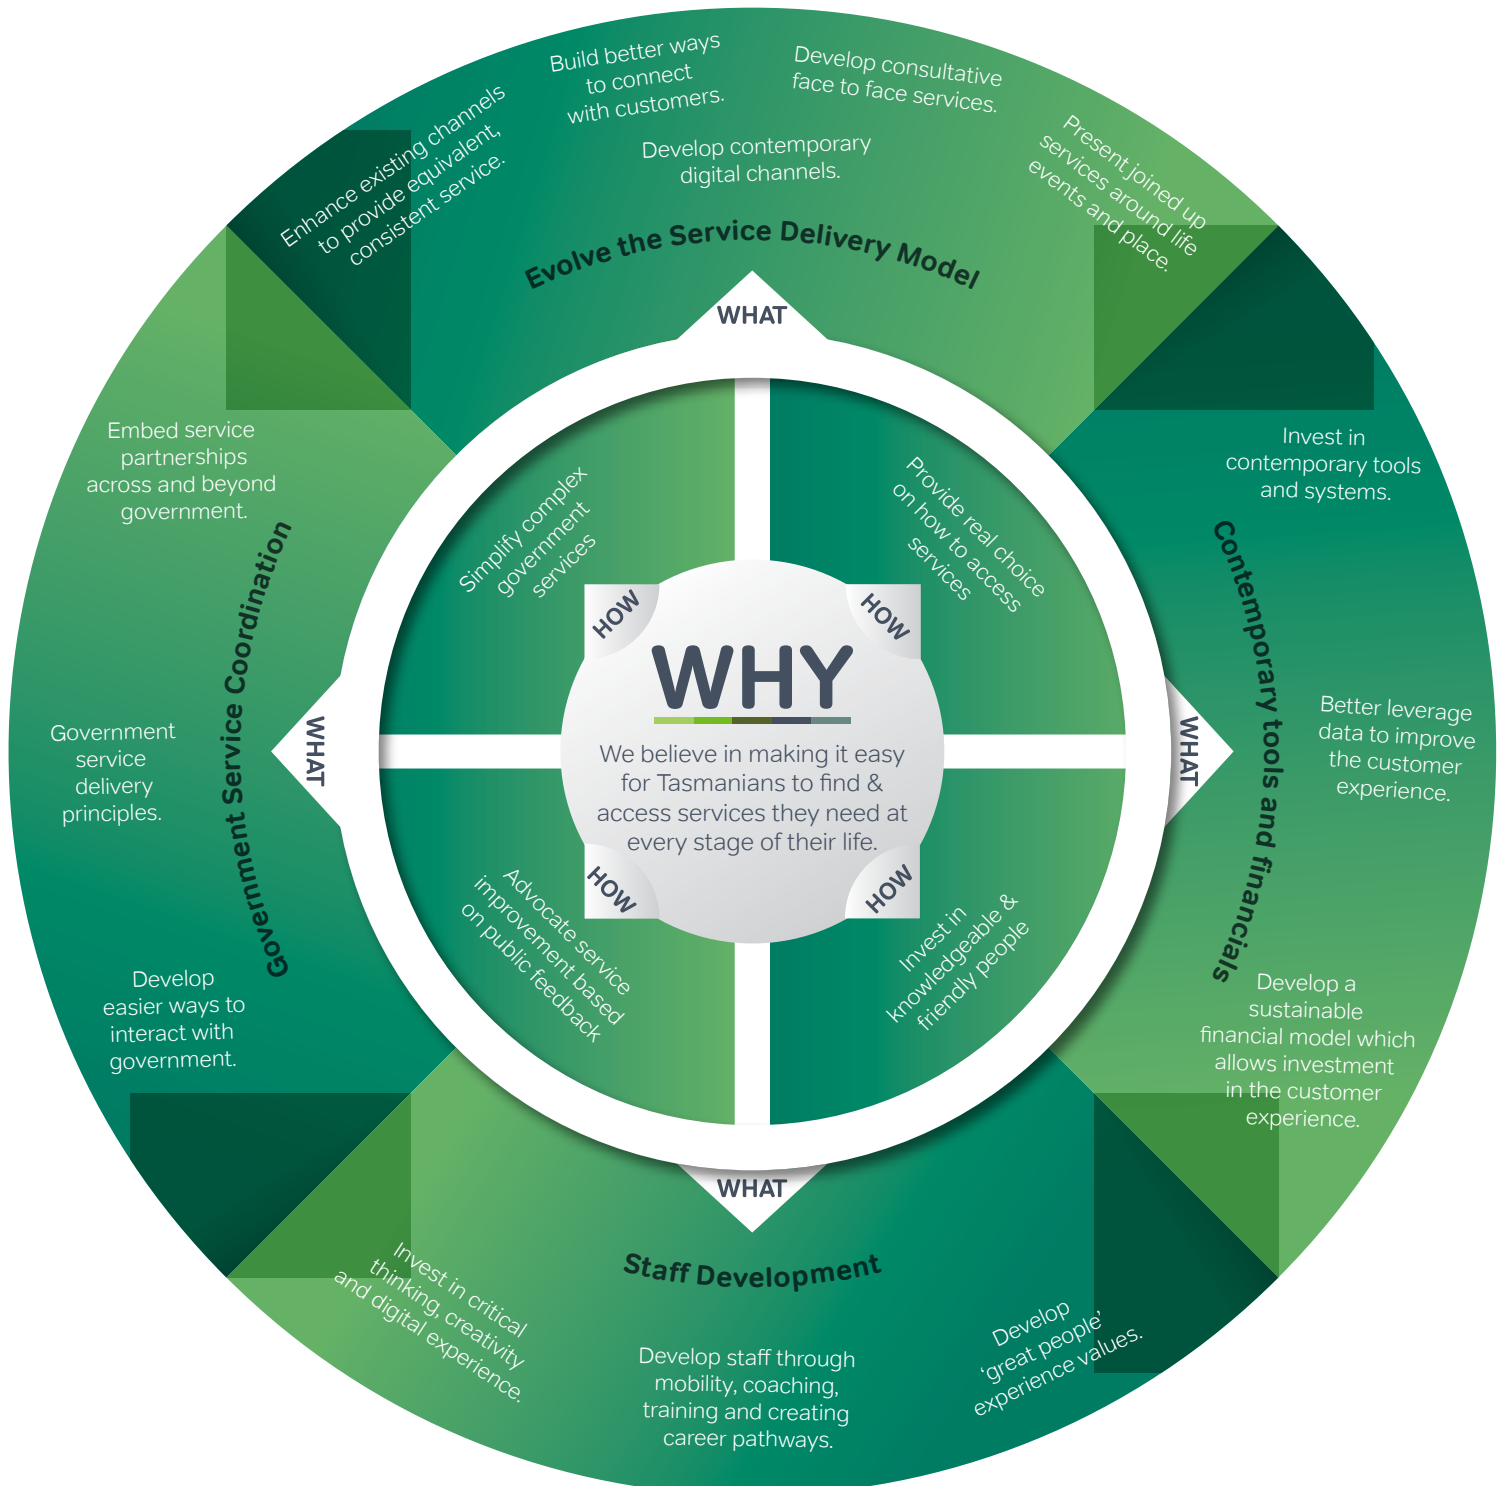 Build better ways
to connect
with customers.
Develop consultative
face to face services.
Enhance existing channels
to provide equivalent,
consistent service.
Develop contemporary
digital channels.
Present joined up
services around life
events and place.
Evolve the Service Delivery Model
WHAT
Invest in
contemporary tools
and systems.
Better leverage
data to improve
the customer
experience.
Develop a
sustainable
financial model which
allows investment
in the customer
experience.
Contemporary tools and financials
WHAT
Staff Development
WHAT
Invest in critical
thinking, creativity
and digital experience.
Develop staff through
mobility, coaching,
training and creating
career pathways.
Develop
‘great people’
experience values.
Embed service
partnerships
across and beyond
government.
Government
service
delivery
principles.
Develop
easier ways to
interact with
government.
Government Service Coordination
WHAT
Simplify complex
government
services
HOW
Provide real choice
on how to access
services
HOW
WHY
We believe in making it easy
for Tasmanians to find &
access services they need at
every stage of their life.
Advocate service
improvement based
on public feedback
HOW
Invest in
knowledgeable &
friendly people
HOW